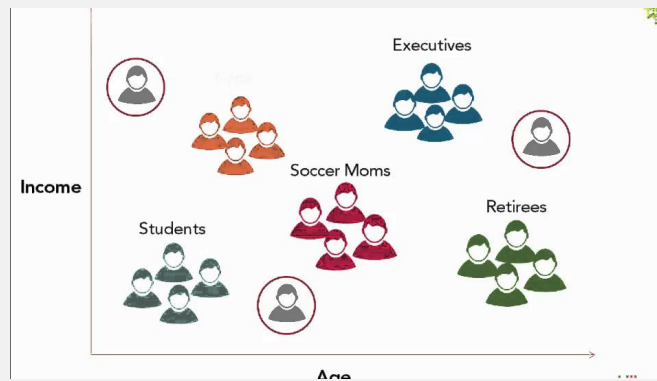 Executives
Soccer Moms
Income
Retirees
Students
Age